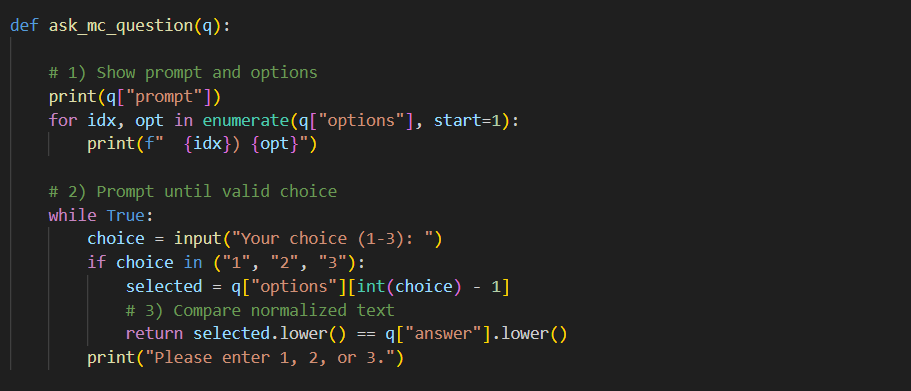 def ask_mc_question(q):
    # 1) Show prompt and options
    print(q["prompt"])
    for idx, opt in enumerate(q["options"], start=1):
        print(f"  {idx}) {opt}")
    # 2) Prompt until valid choice
    while True:
        choice = input("Your choice (1-3): ")
        if choice in ("1", "2", "3"):
            selected = q["options"][int(choice) - 1]
            # 3) Compare normalized text
            return selected.lower() == q["answer"].lower()
        print("Please enter 1, 2, or 3.")